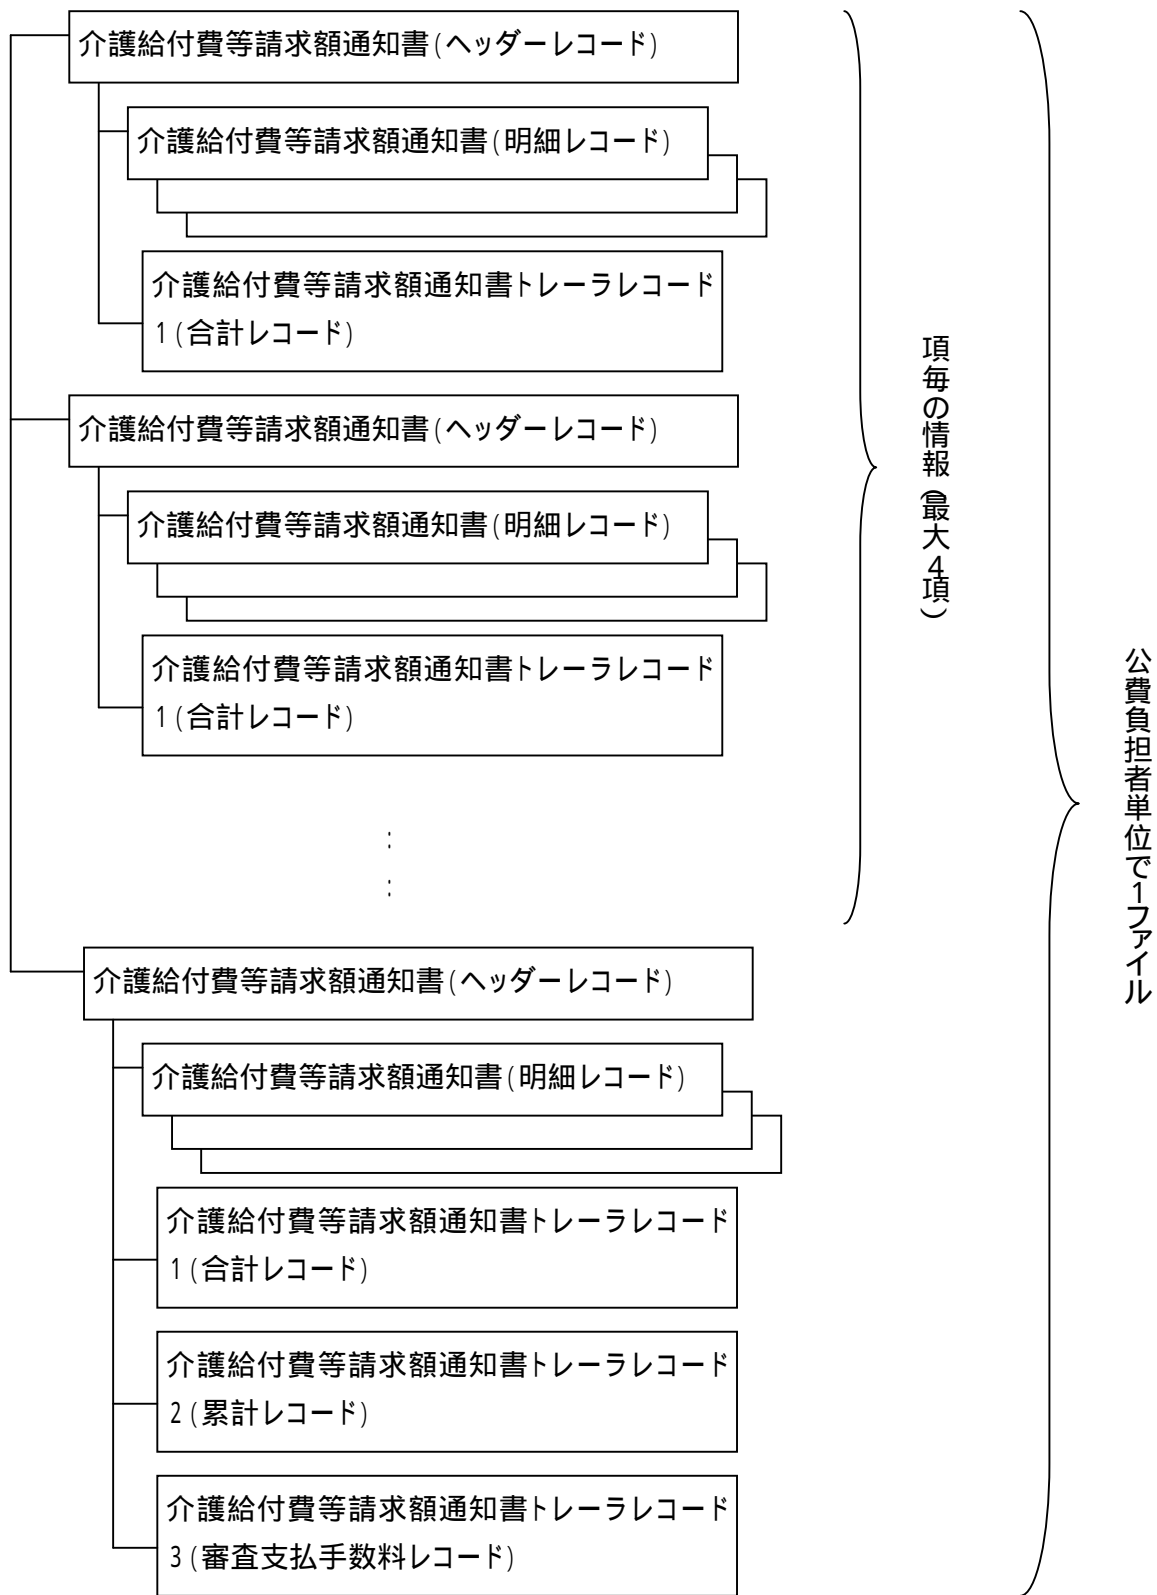 介護給付費等請求額通知書(ヘッダーレコード)
介護給付費等請求額通知書(明細レコード)
介護給付費等請求額通知書トレーラレコード
1(合計レコード)
介護給付費等請求額通知書(ヘッダーレコード)
介護給付費等請求額通知書(明細レコード)
介護給付費等請求額通知書トレーラレコード
1(合計レコード)
:
:
介護給付費等請求額通知書(ヘッダーレコード)
介護給付費等請求額通知書(明細レコード)
介護給付費等請求額通知書トレーラレコード
1(合計レコード)
介護給付費等請求額通知書トレーラレコード
2(累計レコード)
介護給付費等請求額通知書トレーラレコード
3(審査支払手数料レコード)
項毎の情報(最大4項)
公費負担者単位で1ファイル